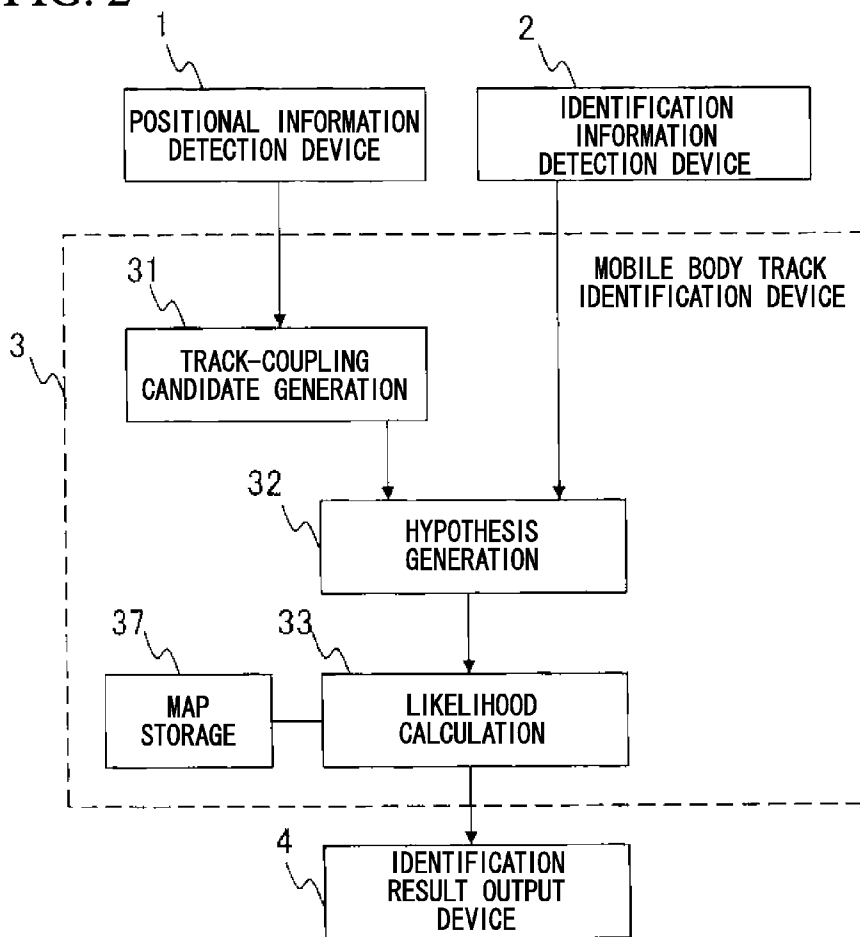 FIG. 2
1
2
POSITIONAL INFORMATION
DETECTION DEVICE
IDENTIFICATION
INFORMATION
DETECTION DEVICE
MOBILE BODY TRACK
IDENTIFICATION DEVICE
31
3
TRACK-COUPLING
CANDIDATE GENERATION
32
HYPOTHESIS
GENERATION
37
33
MAP
STORAGE
LIKELIHOOD
CALCULATION
4
IDENTIFICATION
RESULT OUTPUT
DEVICE